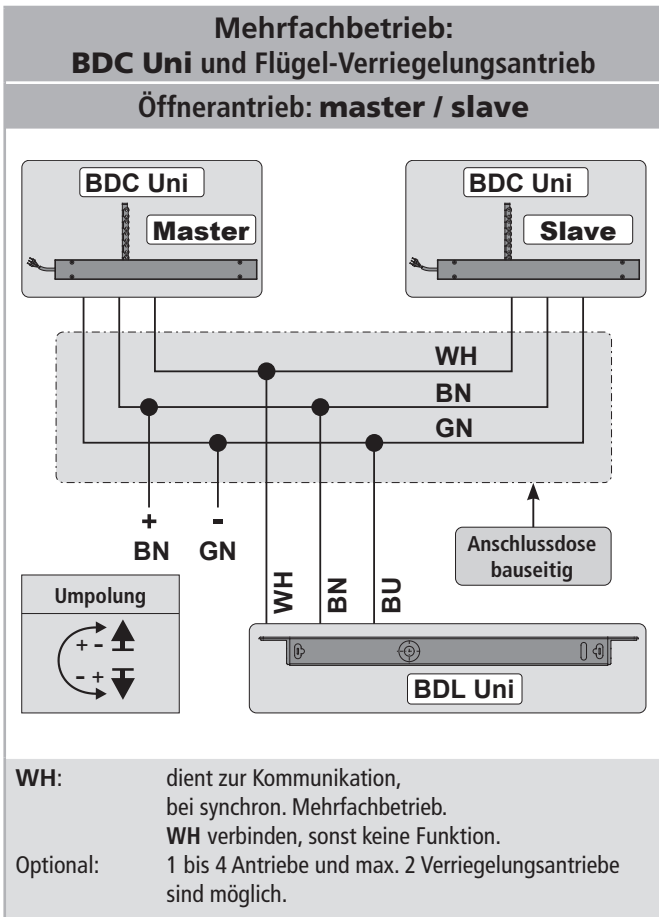 Mehrfachbetrieb:
BDC Uni und Flügel-Verriegelungsantrieb
Öffnerantrieb: master / slave
BDC Uni
Master
BDC Uni
Slave
WH
BN
GN
+ -
BN GN
Anschlussdose
bauseitig
WH BN BU
Umpolung
+ -
- +
BDL Uni
WH: dient zur Kommunikation,
bei synchron. Mehrfachbetrieb.
WH verbinden, sonst keine Funktion.
Optional: 1 bis 4 Antriebe und max. 2 Verriegelungsantriebe
sind möglich.